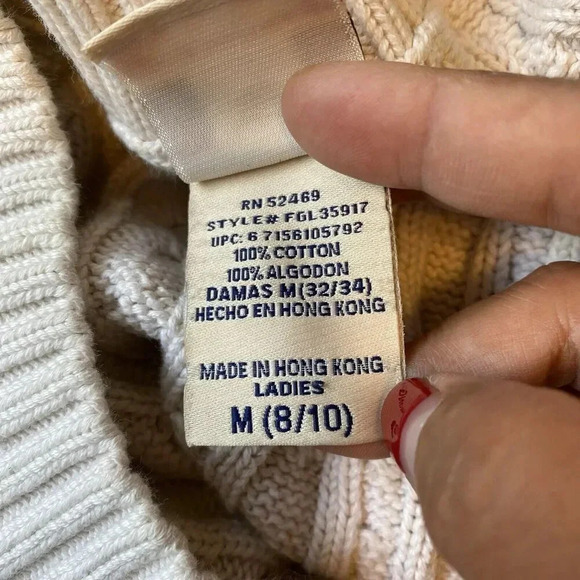 RN 52469
STYLE# FGL35917
UPC: 6 7156105792
100% COTTON
100% ALGODON
DAMAS M (32/34)
HECHO EN HONG KONG
MADE IN HONG KONG
LADIES
M (8/10)